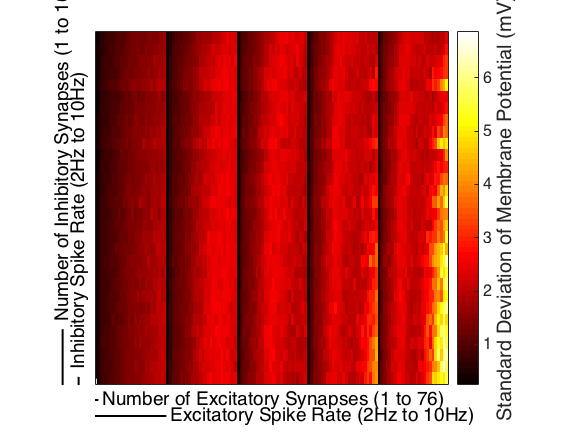 Number of Inhibitory Synapses (1 to
Inhibitory Spike Rate (2Hz to 10Hz)
6
5
4
3
2
1
Standard Deviation of Membrane Potential (mV)
Number of Excitatory Synapses (1 to 76)
Excitatory Spike Rate (2Hz to 10Hz)